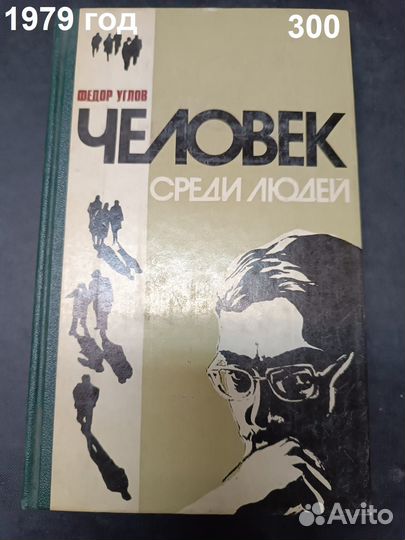 1979 год
300
ФЕДОР УГЛОВ
ЧЕЛОВЕК
СРЕДИ ЛЮДЕЙ
Avito